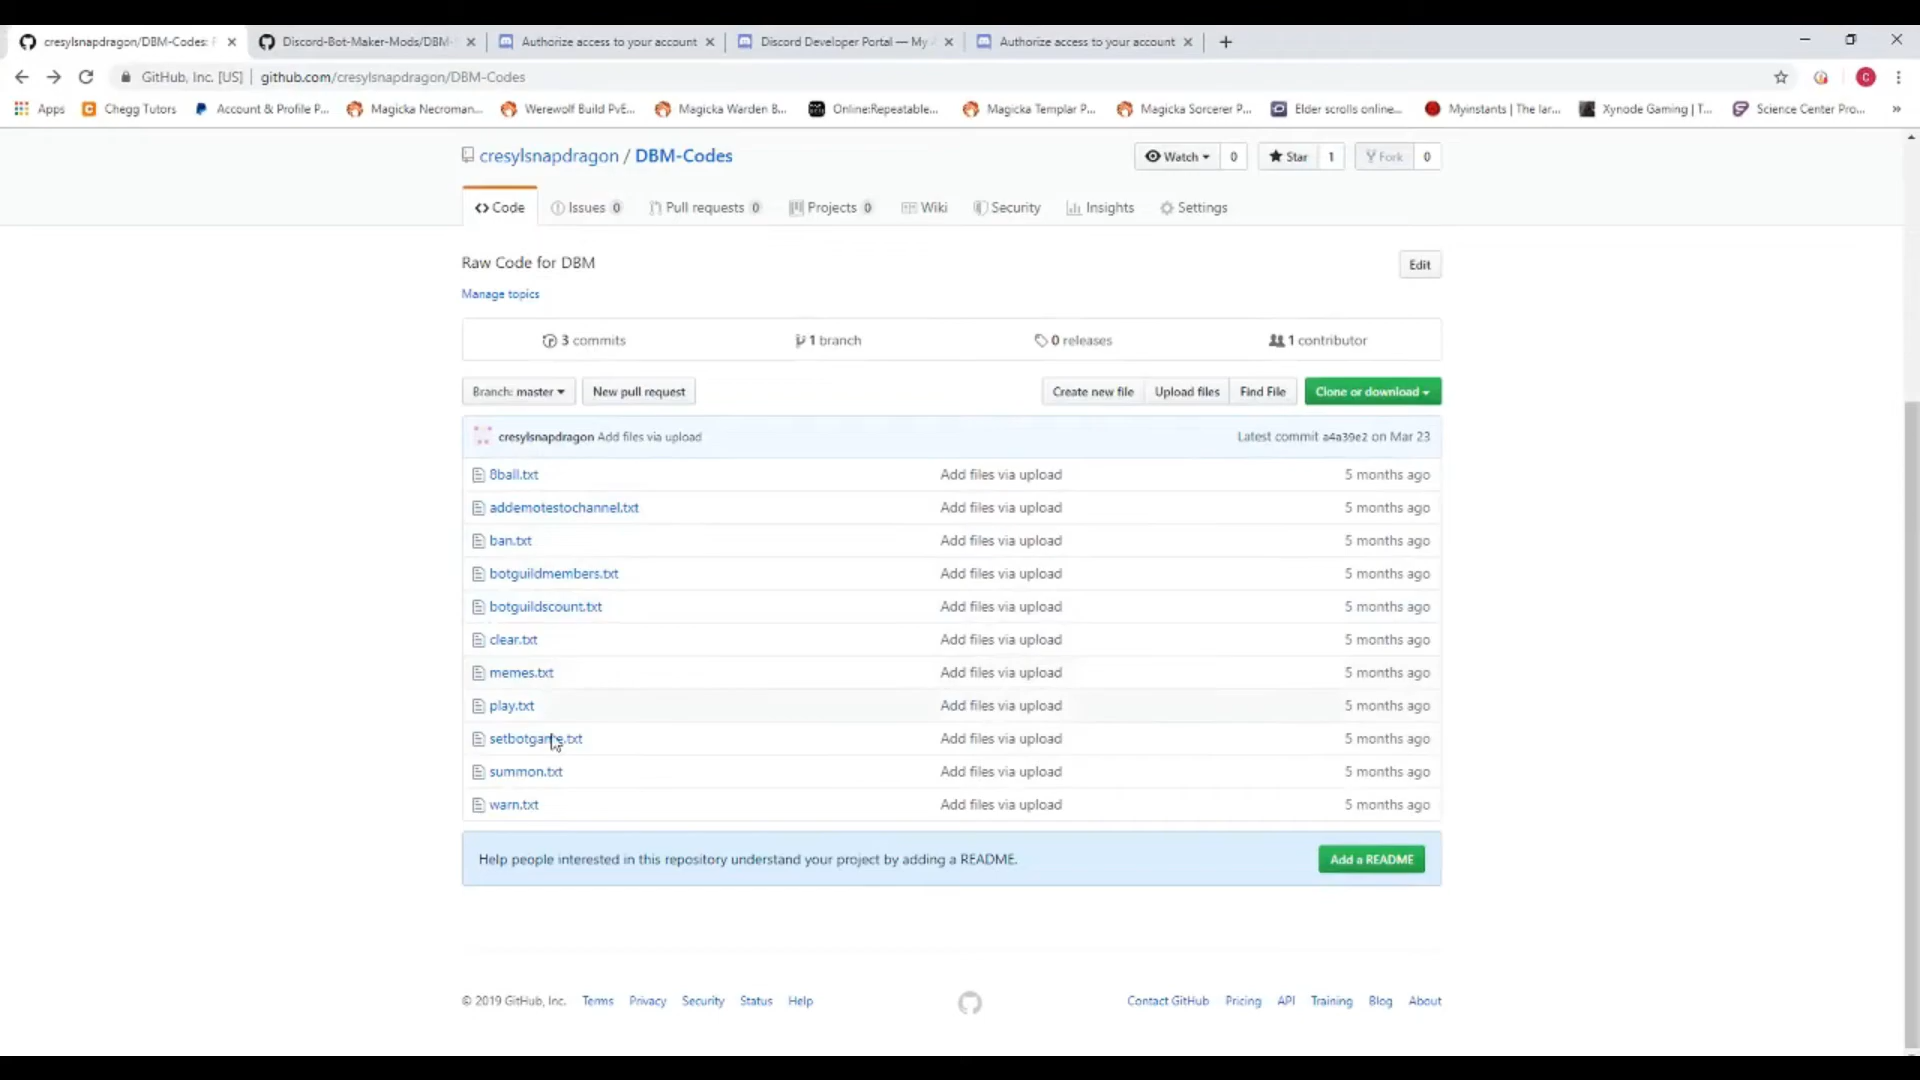 cresylsnapdragon/DBM-Codes: Discord-Bot-Maker-Mods/DBM- Authorize access to your account Discord Developer Portal — My Authorize access to your account
GitHub, Inc. [US] github.com/cresylsnapdragon/DBM-Codes C
Apps Chegg Tutors Account & Profile P... Magicka Necroman... Werewolf Build PvE... Magicka Warden B... Online:Repeatable... Magicka Templar P... Magicka Sorcerer P... Elder scrolls online... Myinstants | The lar... Xynode Gaming | T... Science Center Pro... »
cresylsnapdragon / DBM-Codes Watch 0 Star 1 Fork 0
Code Issues 0 Pull requests 0 Projects 0 Wiki Security Insights Settings
Raw Code for DBM Edit
Manage topics
3 commits 1 branch 0 releases 1 contributor
Branch: master New pull request Create new file Upload files Find File Clone or download
cresylsnapdragon Add files via upload Latest commit a4a39e2 on Mar 23
8ball.txt Add files via upload 5 months ago
addemotestochannel.txt Add files via upload 5 months ago
ban.txt Add files via upload 5 months ago
botguildmembers.txt Add files via upload 5 months ago
botguildscount.txt Add files via upload 5 months ago
clear.txt Add files via upload 5 months ago
memes.txt Add files via upload 5 months ago
play.txt Add files via upload 5 months ago
setbotgame.txt Add files via upload 5 months ago
summon.txt Add files via upload 5 months ago
warn.txt Add files via upload 5 months ago
Help people interested in this repository understand your project by adding a README. Add a README
© 2019 GitHub, Inc. Terms Privacy Security Status Help Contact GitHub Pricing API Training Blog About